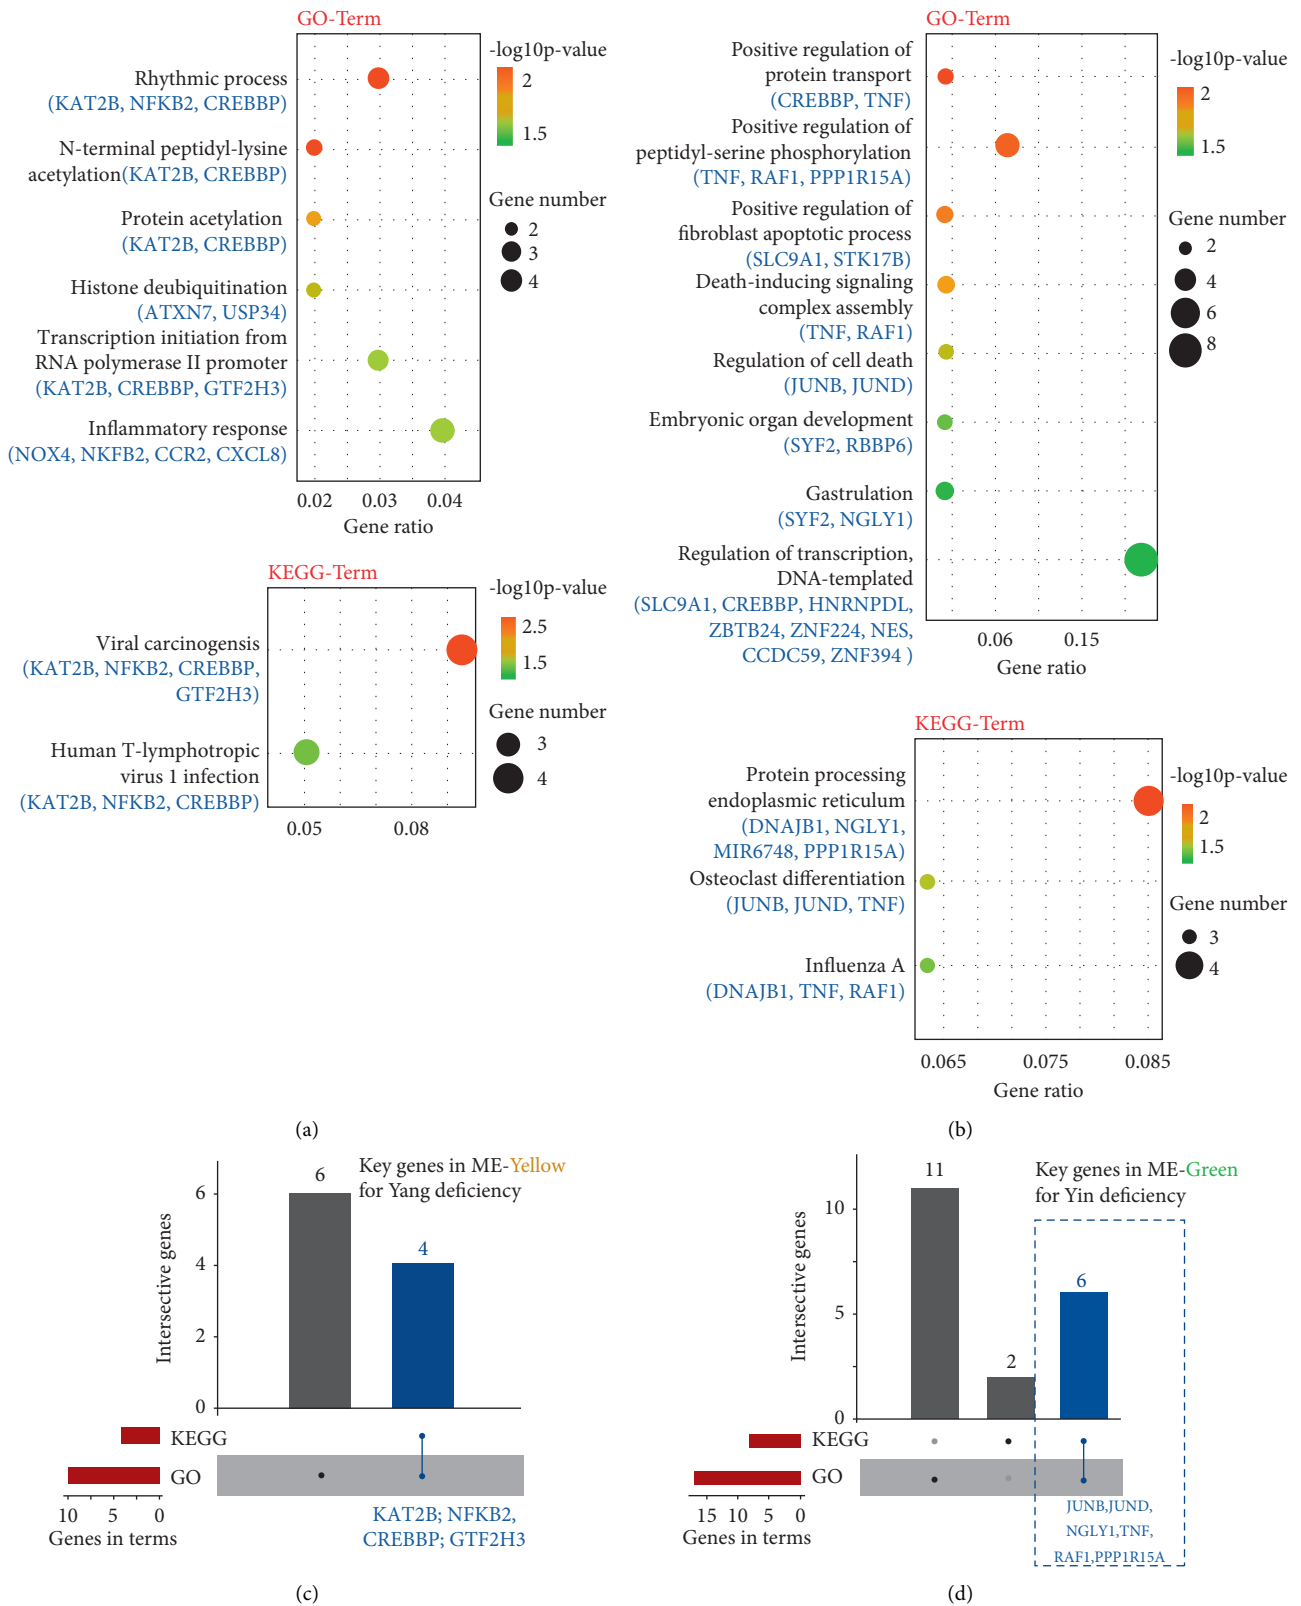 GO-Term
Rhythmic process
(KAT2B, NFKB2, CREBBP)
N-terminal peptidyl-lysine
acetylation(KAT2B, CREBBP)
Protein acetylation
(KAT2B, CREBBP)
Histone deubiquitination
(ATXN7, USP34)
Transcription initiation from
RNA polymerase II promoter
(KAT2B, CREBBP, GTF2H3)
Inflammatory response
(NOX4, NKFB2, CCR2, CXCL8)
0.02 0.03 0.04
Gene ratio
-log10p-value
2
1.5
Gene number
2
3
4
KEGG-Term
Viral carcinogensis
(KAT2B, NFKB2, CREBBP,
GTF2H3)
Human T-lymphotropic
virus 1 infection
(KAT2B, NFKB2, CREBBP)
0.05 0.08
-log10p-value
2.5
1.5
Gene number
3
4
(a)
GO-Term
Positive regulation of
protein transport
(CREBBP, TNF)
Positive regulation of
peptidyl-serine phosphorylation
(TNF, RAF1, PPP1R15A)
Positive regulation of
fibroblast apoptotic process
(SLC9A1, STK17B)
Death-inducing signaling
complex assembly
(TNF, RAF1)
Regulation of cell death
(JUNB, JUND)
Embryonic organ development
(SYF2, RBBP6)
Gastrulation
(SYF2, NGLY1)
Regulation of transcription,
DNA-templated
(SLC9A1, CREBBP, HNRNPDL,
ZBTB24, ZNF224, NES,
CCDC59, ZNF394 )
0.06 0.15
Gene ratio
-log10p-value
2
1.5
Gene number
2
4
6
8
KEGG-Term
Protein processing
endoplasmic reticulum
(DNAJB1, NGLY1,
MIR6748, PPP1R15A)
Osteoclast differentiation
(JUNB, JUND, TNF)
Influenza A
(DNAJB1, TNF, RAF1)
0.065 0.075 0.085
Gene ratio
-log10p-value
2
1.5
Gene number
3
4
(b)
Key genes in ME-Yellow
for Yang deficiency
Intersective genes
6
4
2
0
6
4
KEGG
GO
10 5 0
Genes in terms
KAT2B; NFKB2,
CREBBP; GTF2H3
(c)
Key genes in ME-Green
for Yin deficiency
Intersective genes
10
5
0
11
2
6
KEGG
GO
15 10 5 0
Genes in terms
JUNB,JUND,
NGLY1,TNF,
RAF1,PPP1R15A
(d)